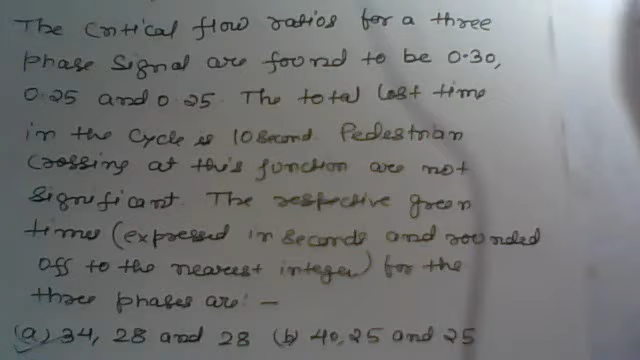 The Critical flow ratios for a three
phase signal are found to be 0.30,
0.25 and 0.25. The total lost time
in the cycle is 10 second. Pedestrian
crossing at this junction are not
significant. The respective green
times (expressed in seconds and rounded
off to the nearest integer) for the
three phases are: -
(a) 34, 28 and 28 (b) 40, 25 and 25